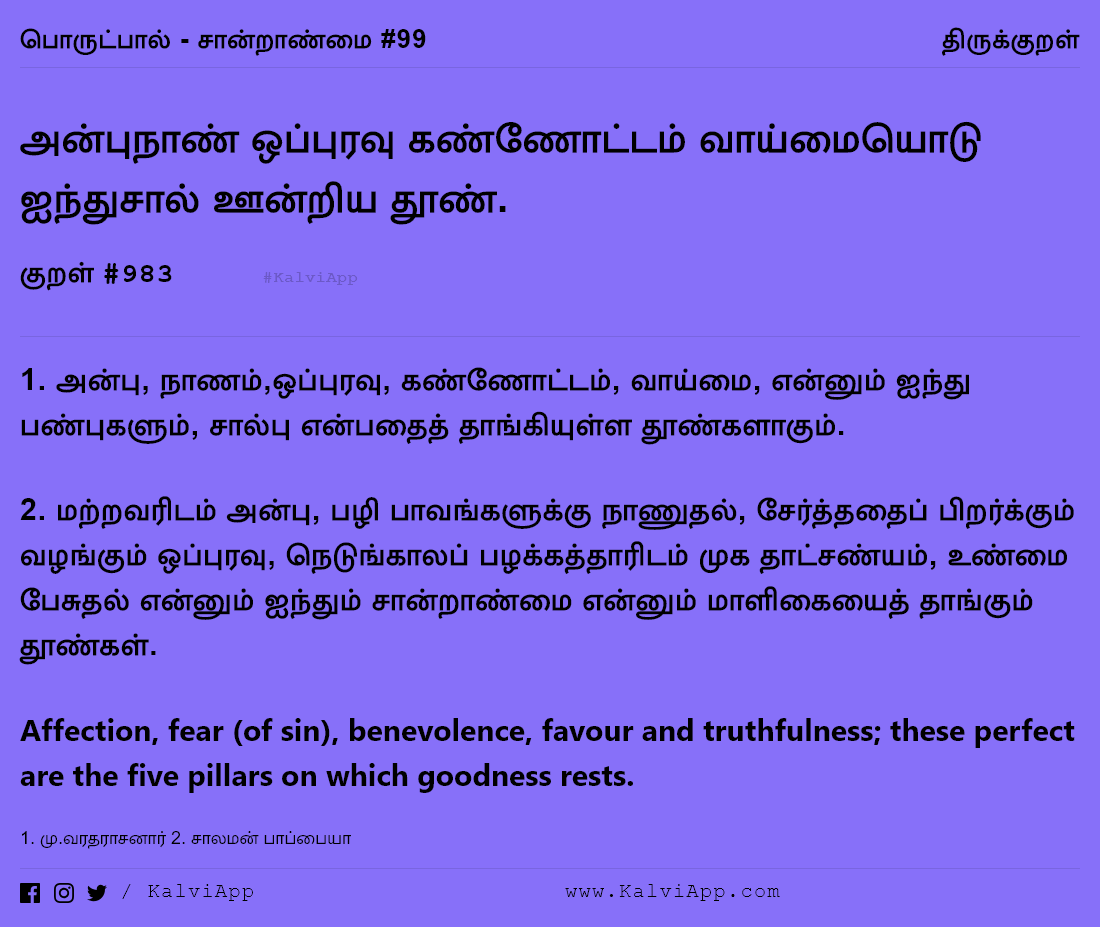 பொருட்பால் - சான்றாண்மை #99 திருக்குறள்
அன்புநாண் ஒப்புரவு கண்ணோட்டம் வாய்மையொடு
ஐந்துசால் ஊன்றிய தூண்.
குறள் #983 #KalviApp
1. அன்பு, நாணம்,ஒப்புரவு, கண்ணோட்டம், வாய்மை, என்னும் ஐந்து
பண்புகளும், சால்பு என்பதைத் தாங்கியுள்ள தூண்களாகும்.
2. மற்றவரிடம் அன்பு, பழி பாவங்களுக்கு நாணுதல், சேர்த்ததைப் பிறர்க்கும்
வழங்கும் ஒப்புரவு, நெடுங்காலப் பழக்கத்தாரிடம் முக தாட்சண்யம், உண்மை
பேசுதல் என்னும் ஐந்தும் சான்றாண்மை என்னும் மாளிகையைத் தாங்கும்
தூண்கள்.
Affection, fear (of sin), benevolence, favour and truthfulness; these perfect
are the five pillars on which goodness rests.
1. மு.வரதராசனார் 2. சாலமன் பாப்பையா
/ KalviApp www.KalviApp.com